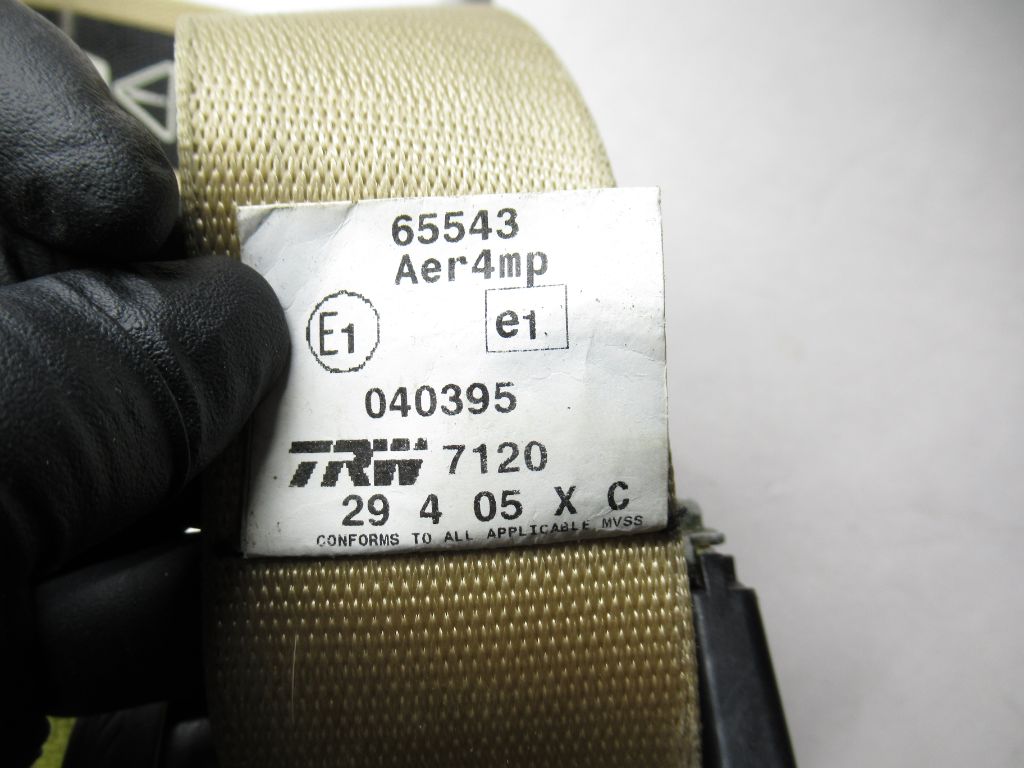 65543
Aer4mp
E1 e1
040395
TRW 7120
29 4 05 X C
CONFORMS TO ALL APPLICABLE MVSS